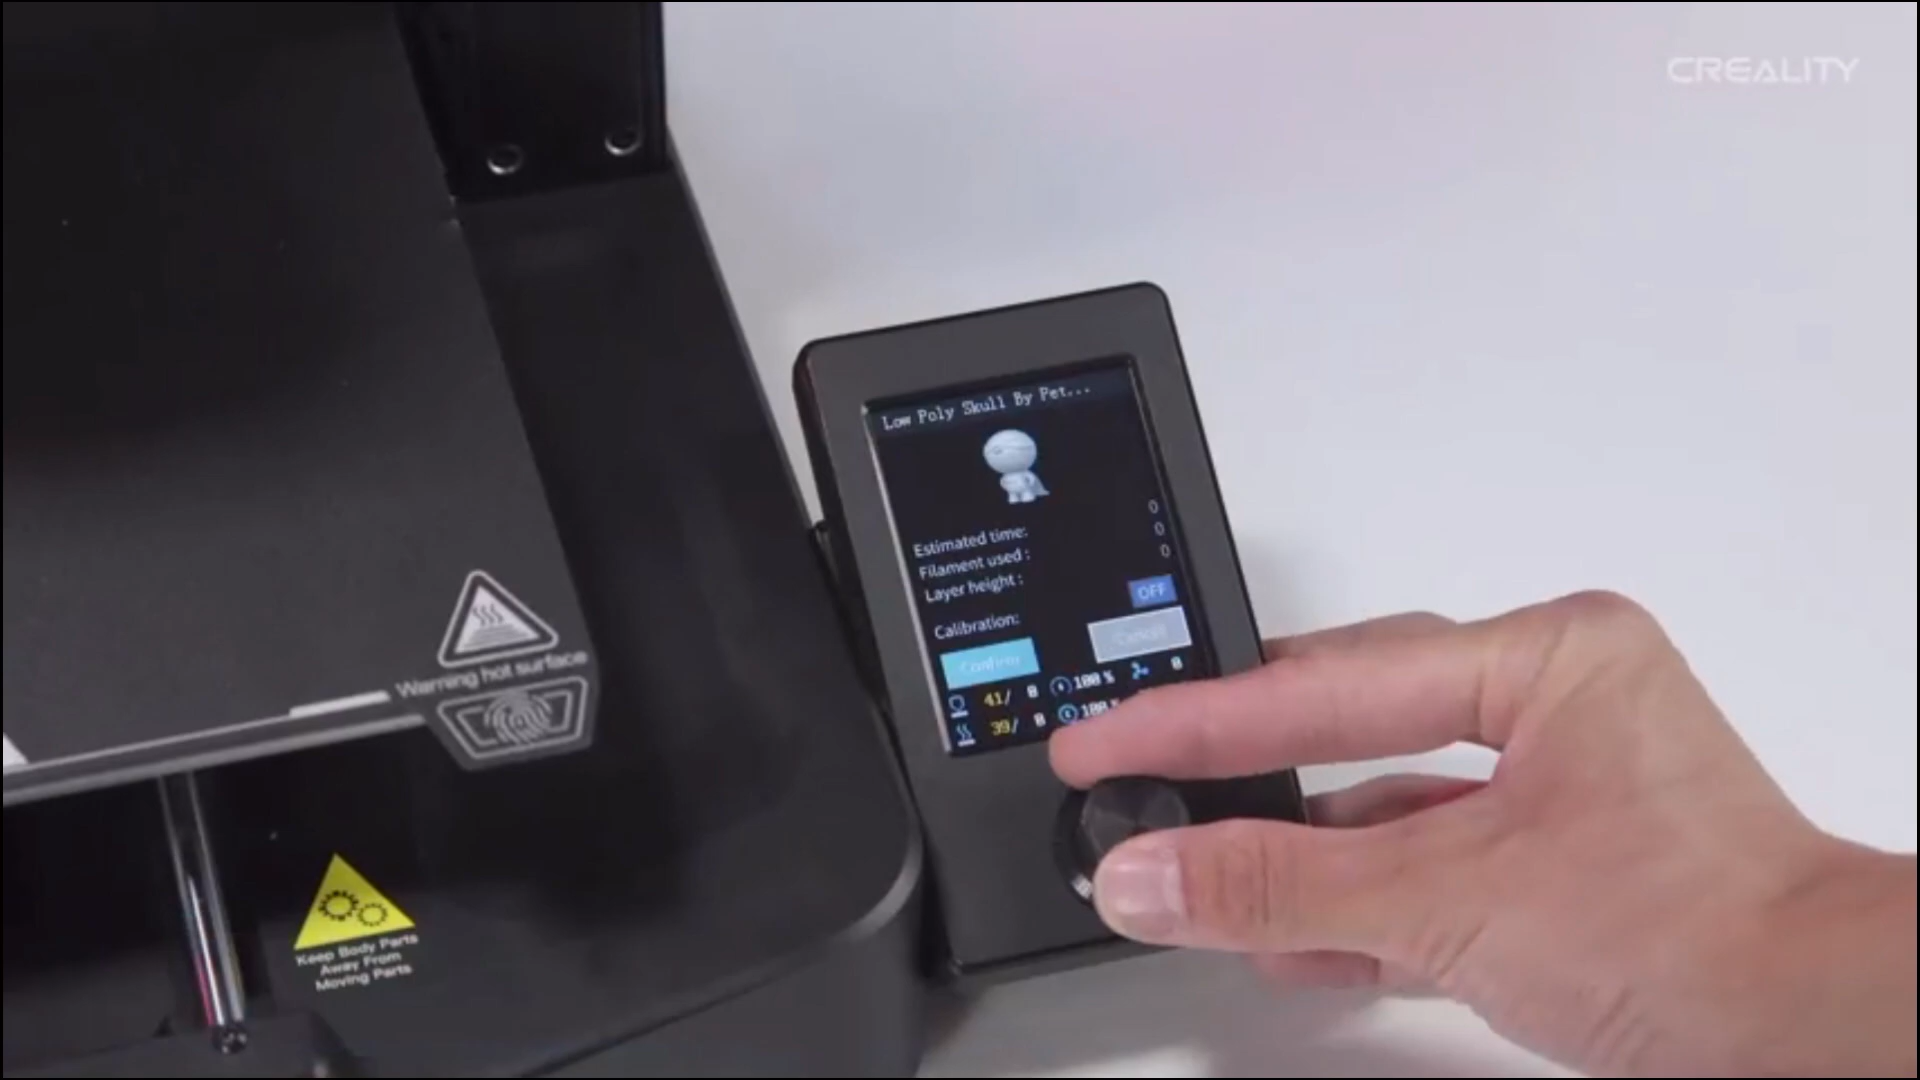 CREALITY
Low Poly Skull By Pet...
Estimated time: 0
Filament used : 0
Layer height : 0
Calibration: OFF
Confirm Cancel
41/ 0 100 % 0
39/ 0 100 %
Warning hot surface
Keep Body Parts
Away From
Moving Parts